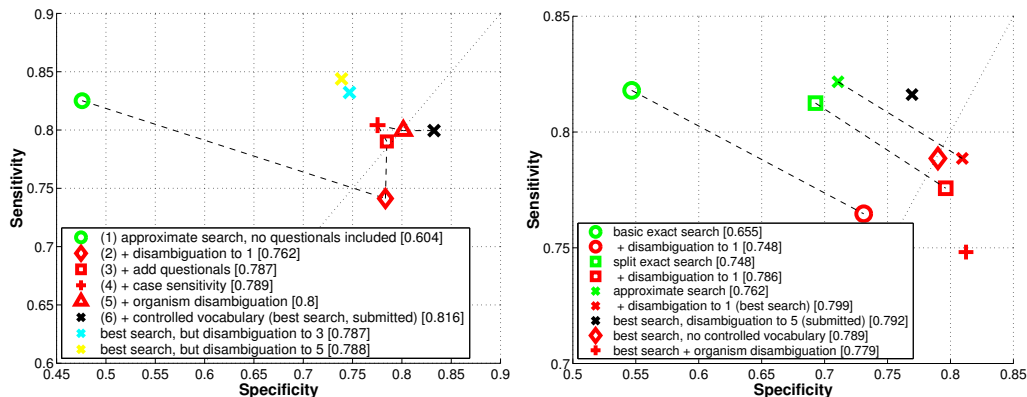 0.9
0.85
0.8
0.75
0.7
0.65
0.6
Sensitivity
(1) approximate search, no questionals included [0.604]
(2) + disambiguation to 1 [0.762]
(3) + add questionals [0.787]
(4) + case sensitivity [0.789]
(5) + organism disambiguation [0.8]
(6) + controlled vocabulary (best search, submitted) [0.816]
best search, but disambiguation to 3 [0.787]
best search, but disambiguation to 5 [0.788]
0.45 0.5 0.55 0.6 0.65 0.7 0.75 0.8 0.85 0.9
Specificity
0.85
0.8
0.75
0.7
Sensitivity
basic exact search [0.655]
+ disambiguation to 1 [0.748]
split exact search [0.748]
+ disambiguation to 1 [0.786]
approximate search [0.762]
+ disambigation to 1 (best search) [0.799]
best search, disambiguation to 5 (submitted) [0.792]
best search, no controlled vocabulary [0.789]
best search + organism disambiguation [0.779]
0.5 0.55 0.6 0.65 0.7 0.75 0.8 0.85
Specificity